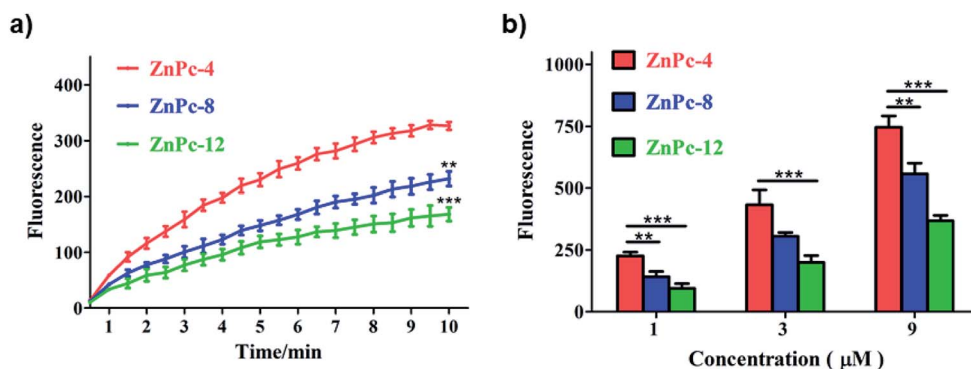 a)
Fluorescence
400
300
200
100
0
ZnPc-4
ZnPc-8
ZnPc-12
**
***
1 2 3 4 5 6 7 8 9 10
Time/min
b)
Fluorescence
1000
750
500
250
0
ZnPc-4
ZnPc-8
ZnPc-12
***
**
***
***
**
1 3 9
Concentration ( μM )